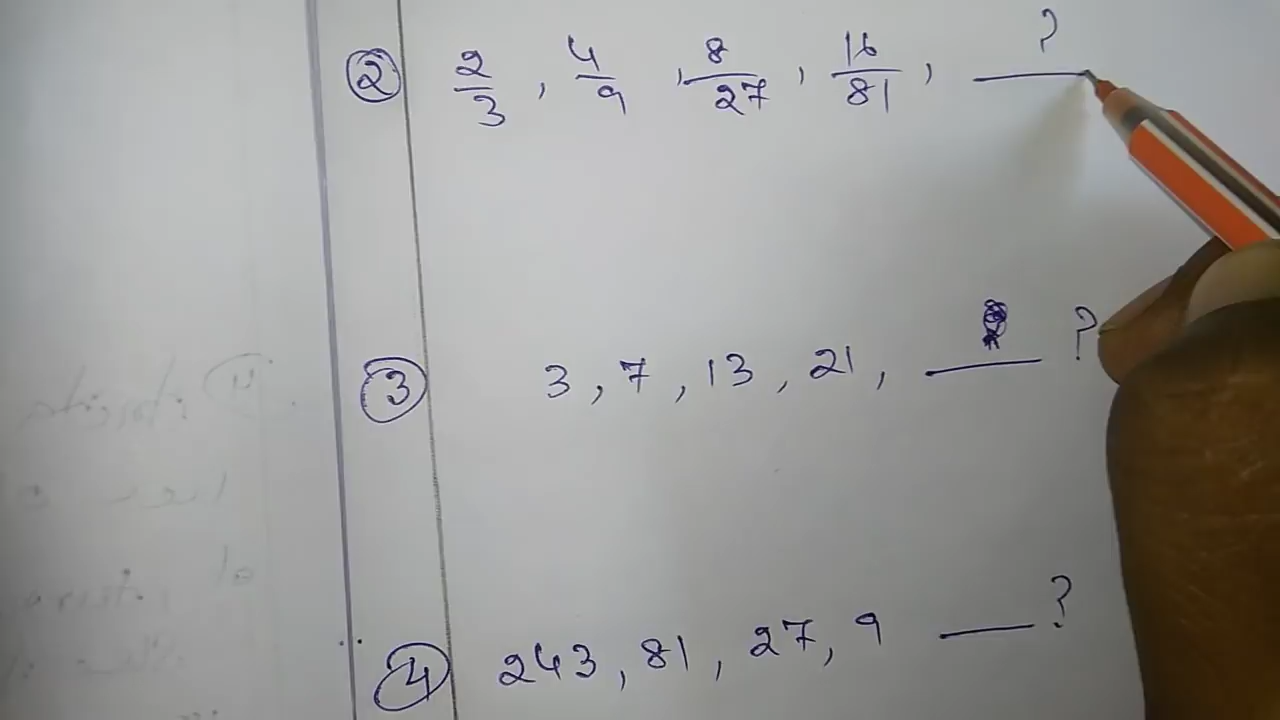 ② 2/3 , 4/9 , 8/27 , 16/81 , ___ ?
③ 3 , 7 , 13 , 21 , ___ ?
④ 243 , 81 , 27 , 9 ___ ?